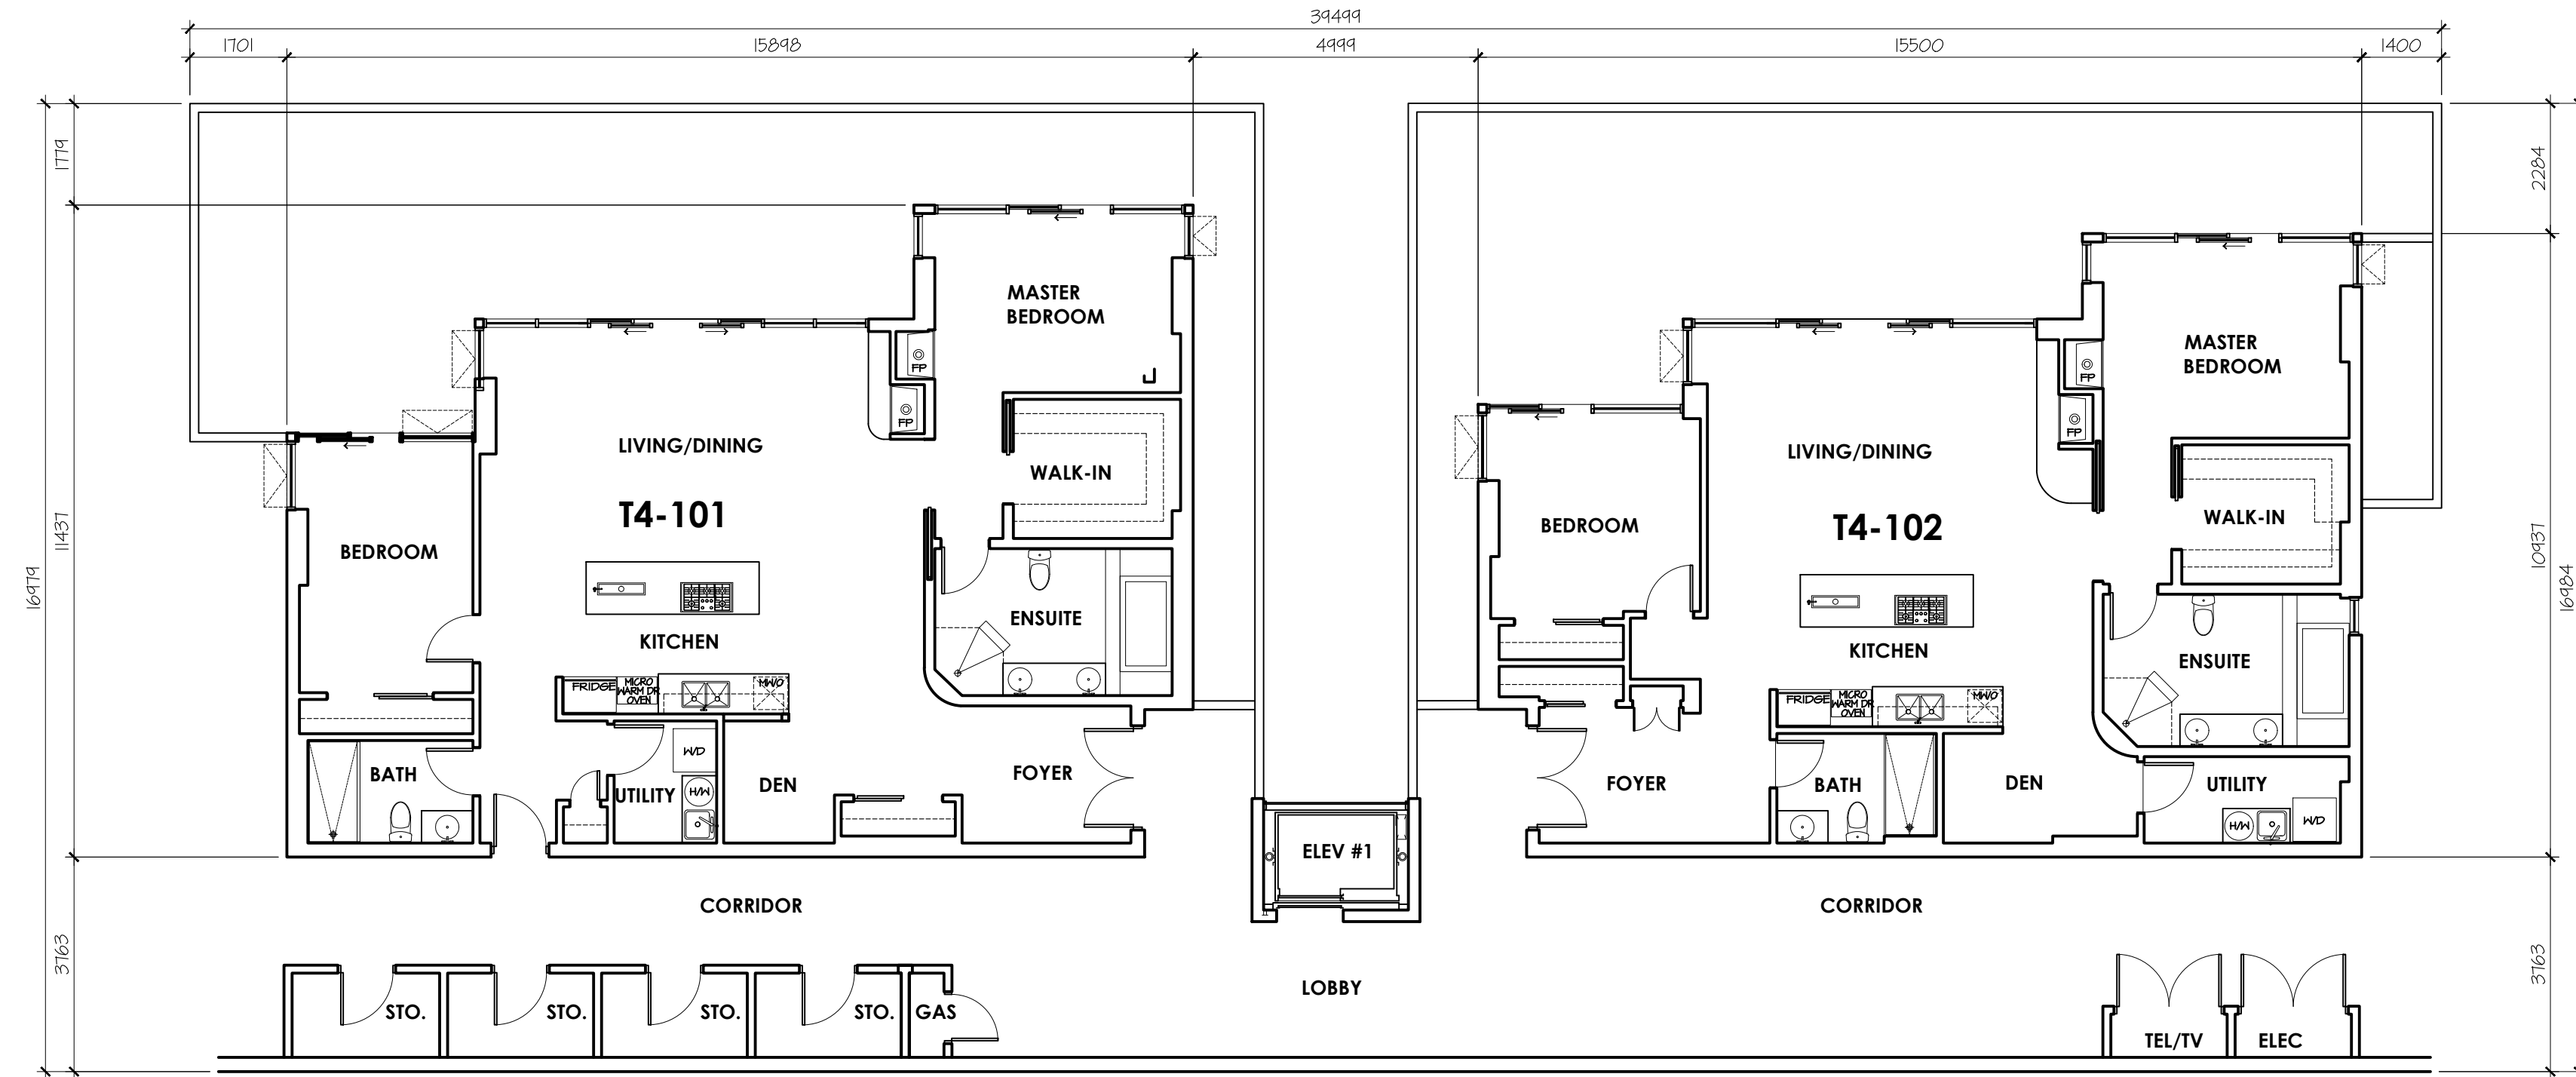 39499
1701
15898
4999
15500
1400
1779
11437
16979
3763
2284
10937
16984
3763
MASTER
BEDROOM
FP
FP
LIVING/DINING
WALK-IN
T4-101
BEDROOM
ENSUITE
KITCHEN
FRIDGE
MICRO
WARM DR
OVEN
MWO
BATH
W/D
UTILITY
H/W
DEN
FOYER
MASTER
BEDROOM
FP
FP
LIVING/DINING
WALK-IN
T4-102
BEDROOM
ENSUITE
KITCHEN
FRIDGE
MICRO
WARM DR
OVEN
MWO
FOYER
BATH
DEN
UTILITY
H/W
W/D
ELEV #1
CORRIDOR
CORRIDOR
LOBBY
STO.
STO.
STO.
STO.
GAS
TEL/TV
ELEC